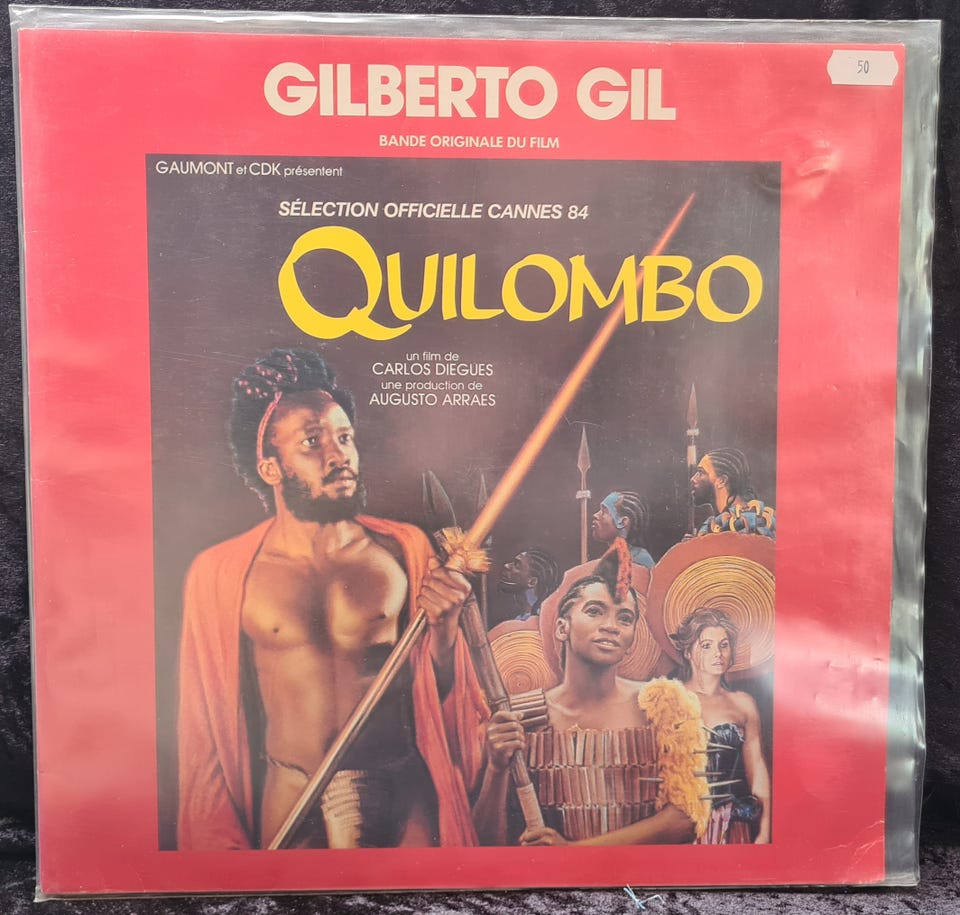 GILBERTO GIL
50
BANDE ORIGINALE DU FILM
GAUMONT et CDK présentent
SÉLECTION OFFICIELLE CANNES 84
QUILOMBO
un film de
CARLOS DIEGUES
une production de
AUGUSTO ARRAES